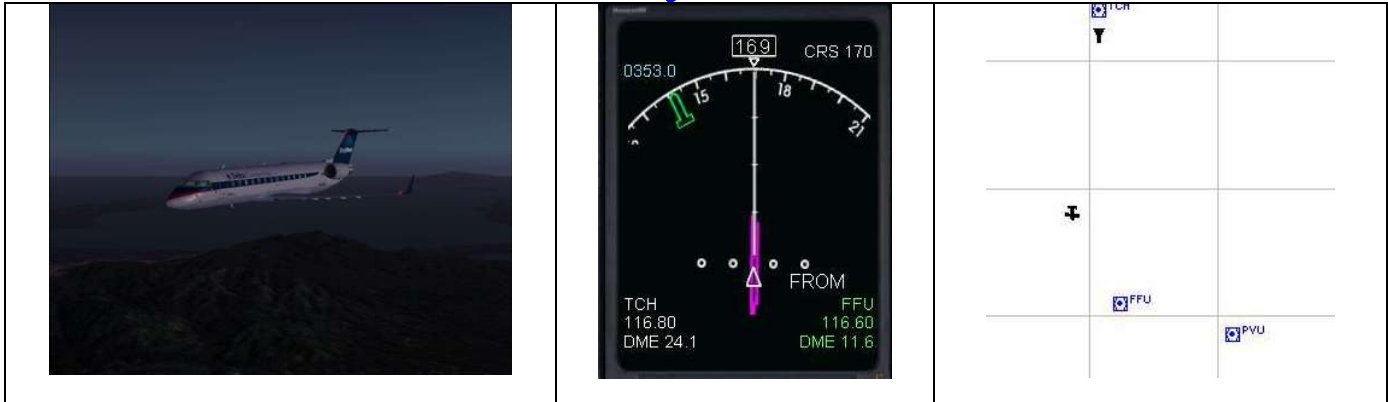 169
CRS 170
0353.0
15
18
21
FROM
TCH
116.80
DME 24.1
FFU
116.60
DME 11.6
TCH
FFU
PVU